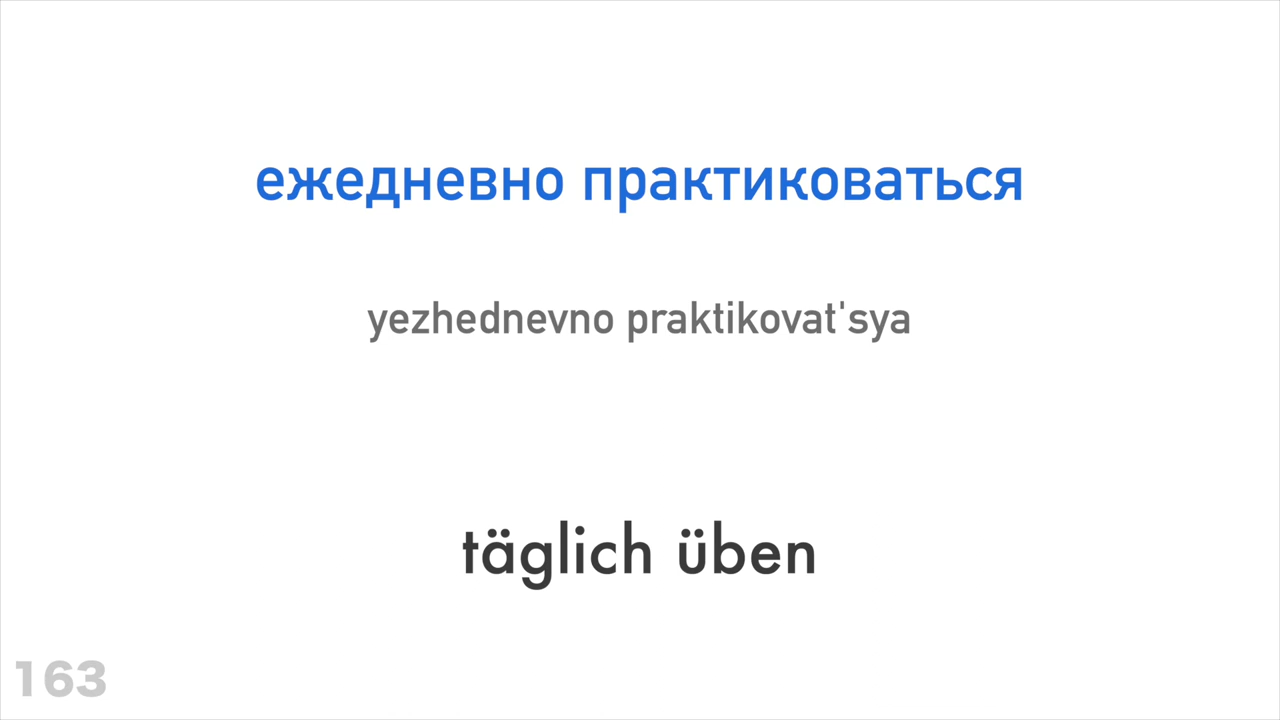 ежедневно практиковаться
yezhednevno praktikovat'sya
täglich üben
163